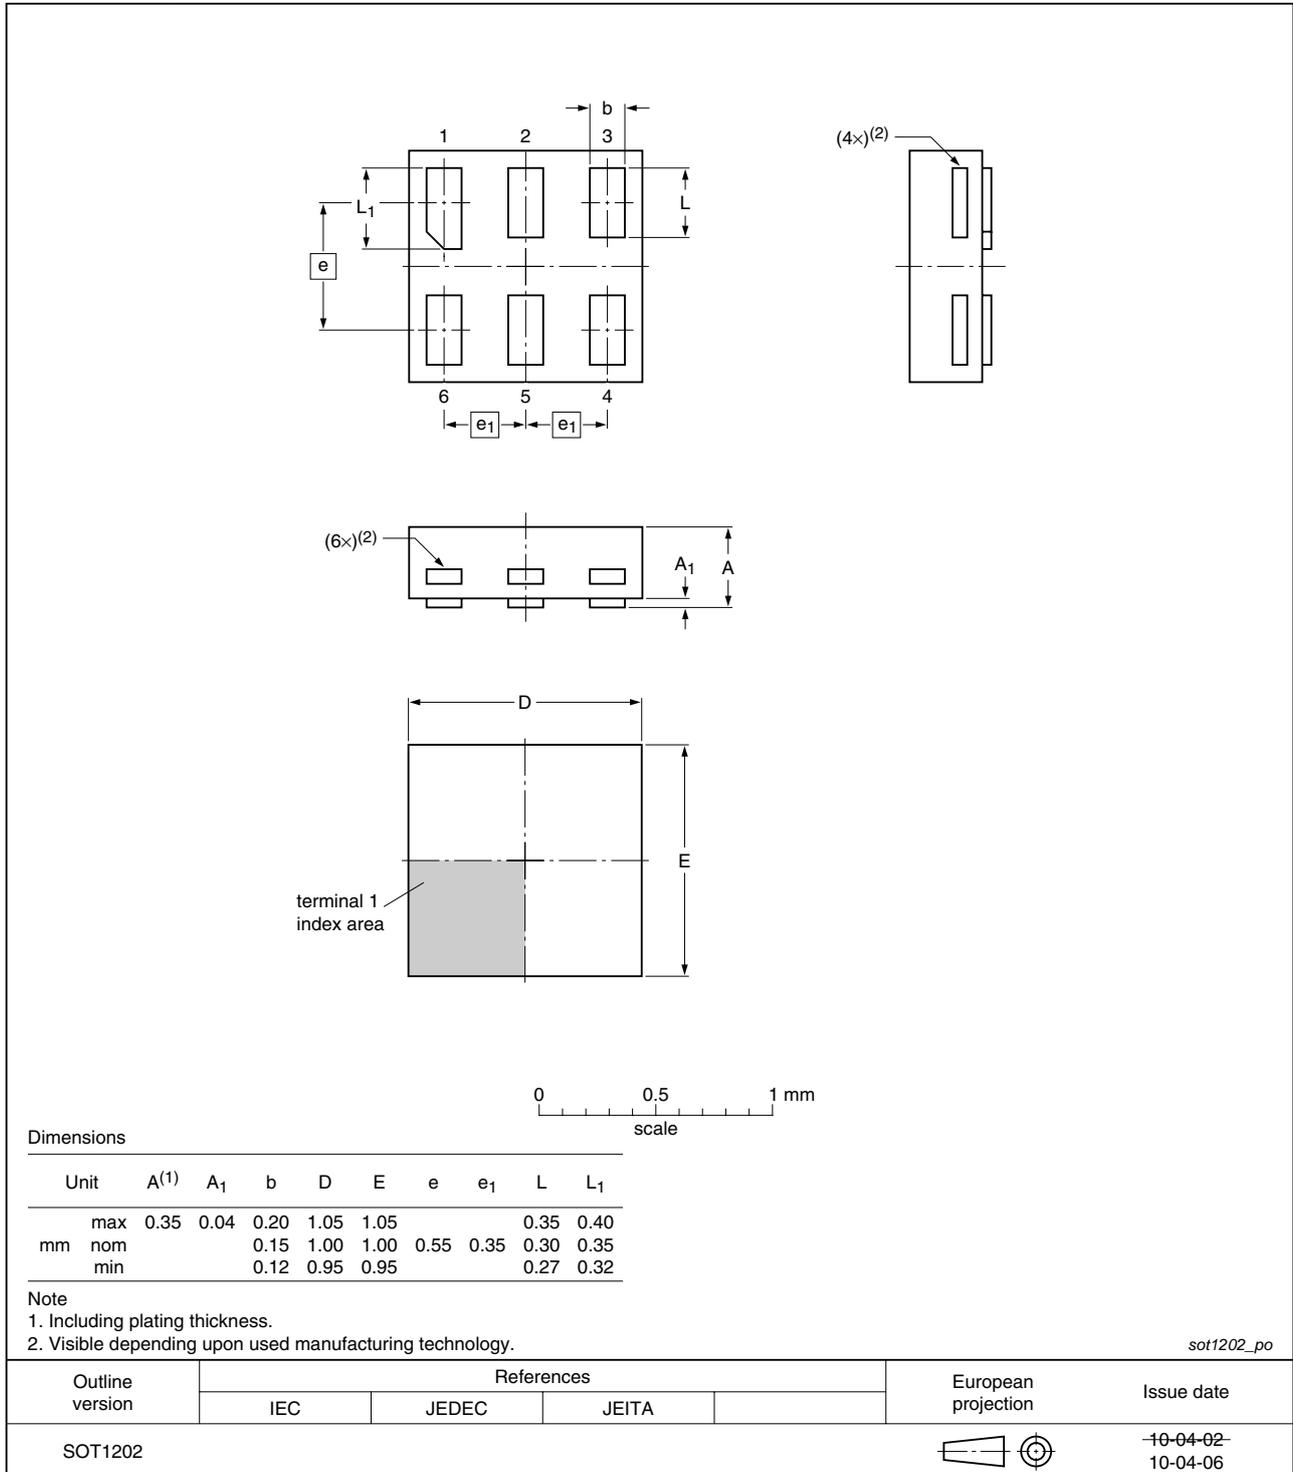 b
1 2 3
(4×)(2)
L1
L
e
6 5 4
e1 e1
(6×)(2)
A1 A
D
E
terminal 1
index area
0 0.5 1 mm
scale
Dimensions
Unit A(1) A1 b D E e e1 L L1
max 0.35 0.04 0.20 1.05 1.05 0.35 0.40
mm nom 0.15 1.00 1.00 0.55 0.35 0.30 0.35
min 0.12 0.95 0.95 0.27 0.32
Note
1. Including plating thickness.
2. Visible depending upon used manufacturing technology.
sot1202_po
Outline
version
References
IEC JEDEC JEITA
European
projection
Issue date
SOT1202
10-04-02
10-04-06